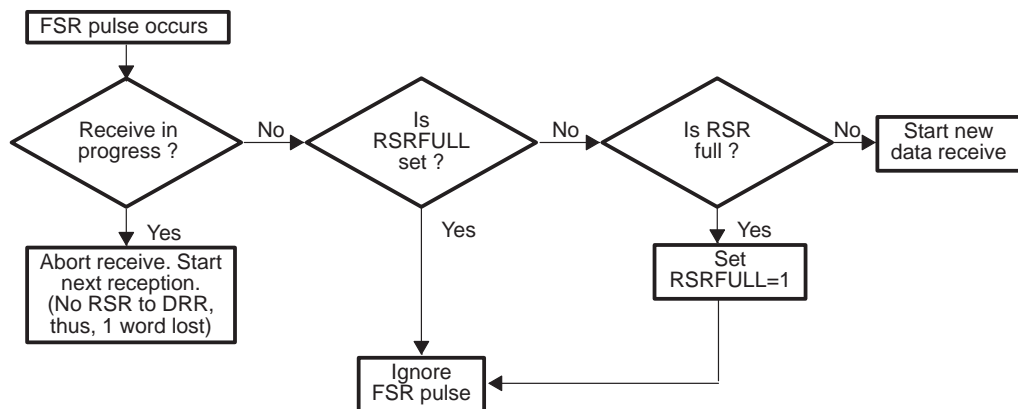 FSR pulse occurs
Receive in
progress ?
No
Is
RSRFULL
set ?
No
Is RSR
full ?
No
Start new
data receive
Yes
Abort receive. Start
next reception.
(No RSR to DRR,
thus, 1 word lost)
Yes
Yes
Set
RSRFULL=1
Ignore
FSR pulse